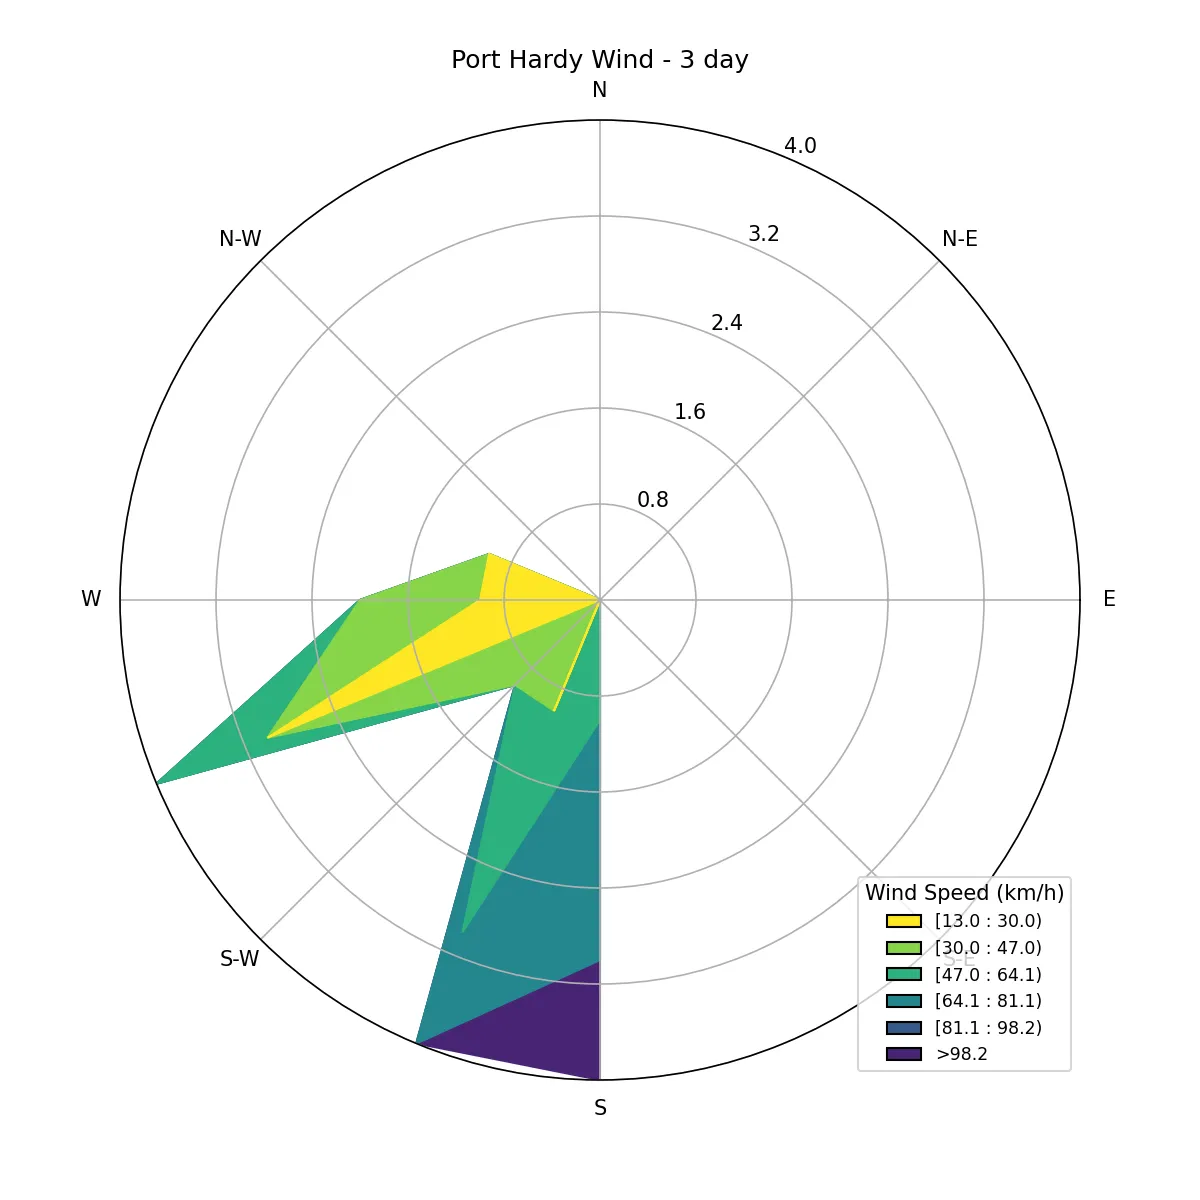 Port Hardy Wind - 3 day
N
4.0
N-W
3.2
N-E
2.4
1.6
0.8
W
E
S-W
S-E
S
Wind Speed (km/h)
[13.0 : 30.0)
[30.0 : 47.0)
[47.0 : 64.1)
[64.1 : 81.1)
[81.1 : 98.2)
>98.2